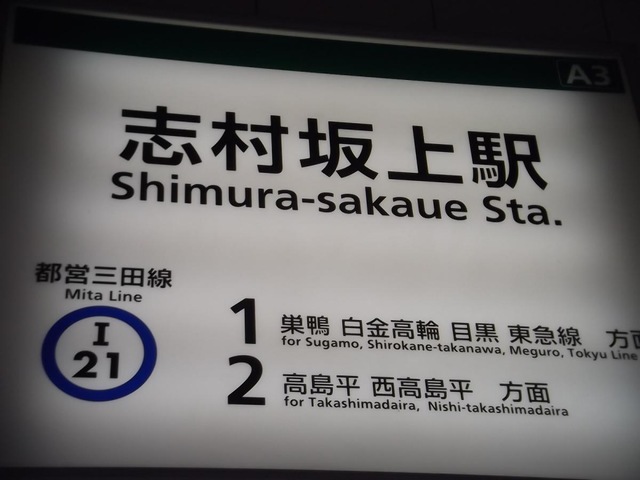 A3
志村坂上駅
Shimura-sakaue Sta.
都営三田線
Mita Line
I
21
1 巣鴨 白金高輪 目黒 東急線 方面
for Sugamo, Shirokane-takanawa, Meguro, Tokyu Line
2 高島平 西高島平 方面
for Takashimadaira, Nishi-takashimadaira